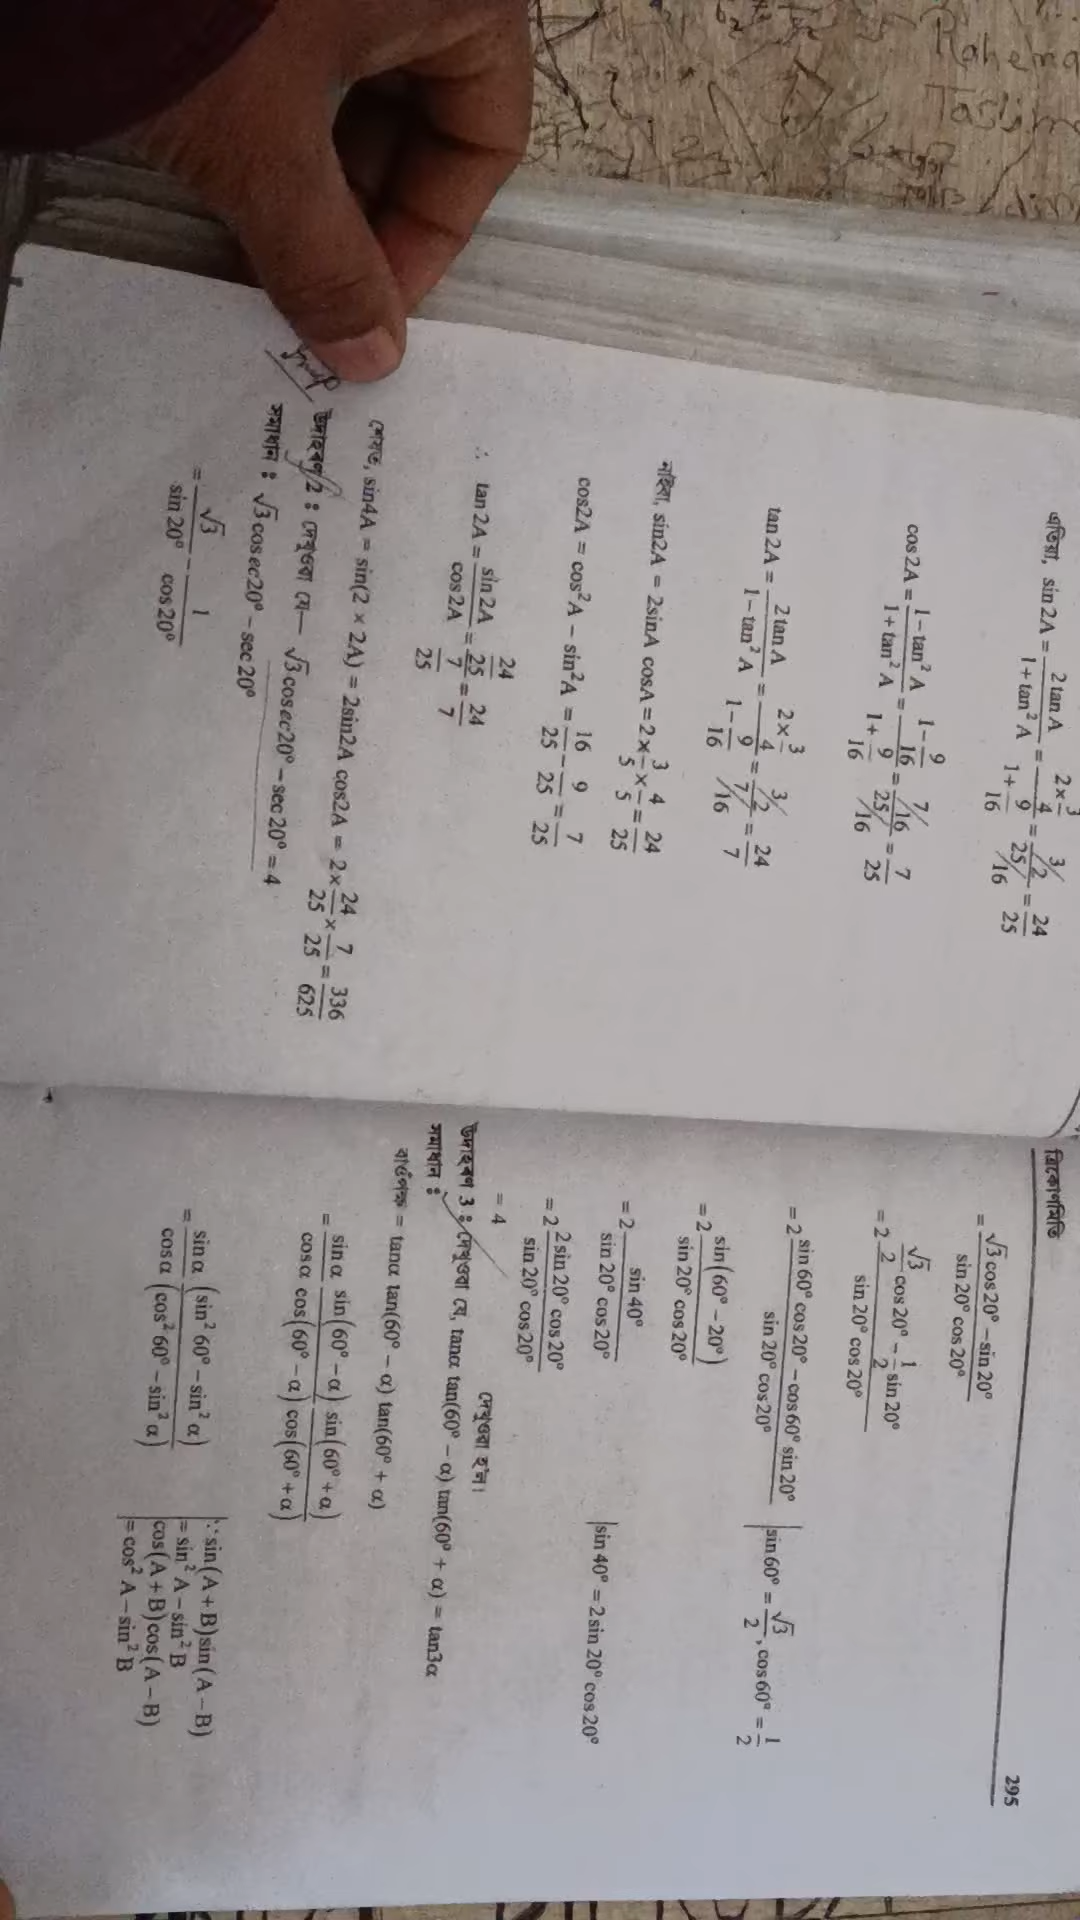 এতিয়া, sin 2A = 2 tan A / 1 + tan² A = 2 × 3/4 / 1 + 9/16 = 3/2 / 25/16 = 24/25
cos 2A = 1 − tan² A / 1 + tan² A = 1 − 9/16 / 1 + 9/16 = 7/16 / 25/16 = 7/25
tan 2A = 2 tan A / 1 − tan² A = 2 × 3/4 / 1 − 9/16 = 3/2 / 7/16 = 24/7
নহিবা, sin2A = 2sinA cosA = 2 × 3/5 × 4/5 = 24/25
cos2A = cos²A − sin²A = 16/25 − 9/25 = 7/25
∴ tan 2A = sin 2A / cos 2A = 24/25 / 7/25 = 24/7
শেষত, sin4A = sin(2 × 2A) = 2sin2A cos2A = 2 × 24/25 × 7/25 = 336/625
উদাহৰণ 2 : দেখুওৱা যে— √3 cosec20° − sec20° = 4
সমাধান : √3 cosec20° − sec20°
= √3 / sin 20° − 1 / cos 20°
ত্রিকোণমিতি 295
= √3 cos 20° − sin 20° / sin 20° cos 20°
= 2 √3/2 cos 20° − 1/2 sin 20° / sin 20° cos 20°
= 2 sin 60° cos 20° − cos 60° sin 20° / sin 20° cos 20° | sin 60° = √3/2, cos 60° = 1/2
= 2 sin(60° − 20°) / sin 20° cos 20°
= 2 sin 40° / sin 20° cos 20° | sin 40° = 2 sin 20° cos 20°
= 2 2 sin 20° cos 20° / sin 20° cos 20°
= 4 দেখুওৱা হ'ল।
উদাহৰণ 3 : দেখুওৱা যে, tanα tan(60° − α) tan(60° + α) = tan3α
সমাধান :
বাওঁপক্ষ = tanα tan(60° − α) tan(60° + α)
= sin α sin(60° − α) sin(60° + α) / cos α cos(60° − α) cos(60° + α)
= sin α (sin² 60° − sin² α) / cos α (cos² 60° − sin² α)
∵ sin(A + B) sin(A − B)
= sin² A − sin² B
cos(A + B) cos(A − B)
= cos² A − sin² B